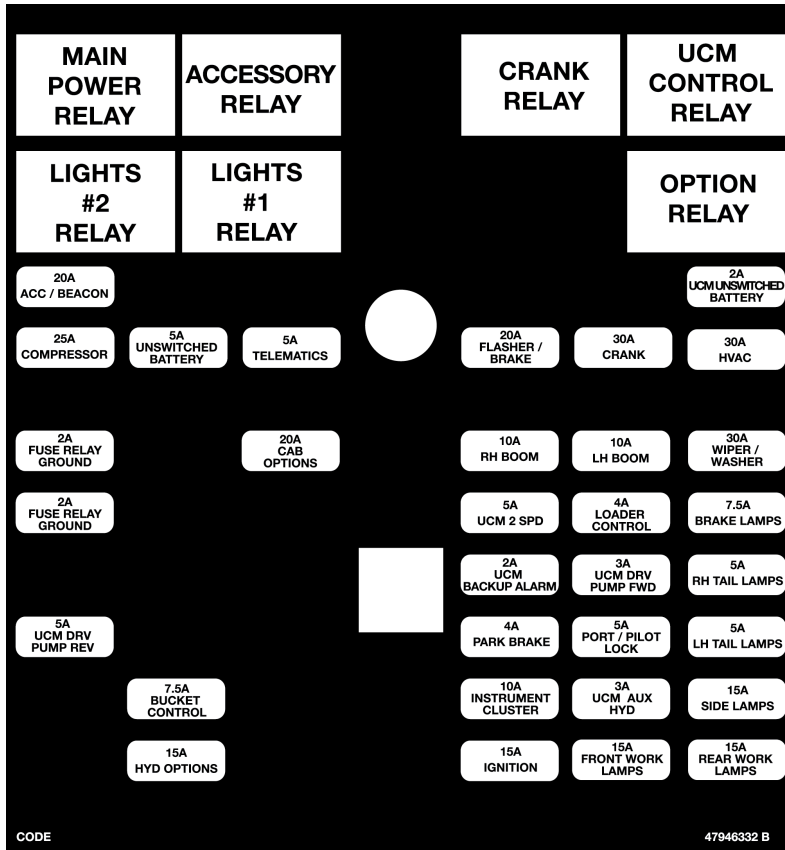 MAIN
POWER
RELAY
ACCESSORY
RELAY
CRANK
RELAY
UCM
CONTROL
RELAY
LIGHTS
#2
RELAY
LIGHTS
#1
RELAY
OPTION
RELAY
20A
ACC / BEACON
2A
UCM UNSWITCHED
BATTERY
25A
COMPRESSOR
5A
UNSWITCHED
BATTERY
5A
TELEMATICS
20A
FLASHER /
BRAKE
30A
CRANK
30A
HVAC
2A
FUSE RELAY
GROUND
20A
CAB
OPTIONS
10A
RH BOOM
10A
LH BOOM
30A
WIPER /
WASHER
2A
FUSE RELAY
GROUND
5A
UCM 2 SPD
4A
LOADER
CONTROL
7.5A
BRAKE LAMPS
2A
UCM
BACKUP ALARM
3A
UCM DRV
PUMP FWD
5A
RH TAIL LAMPS
5A
UCM DRV
PUMP REV
4A
PARK BRAKE
5A
PORT / PILOT
LOCK
5A
LH TAIL LAMPS
7.5A
BUCKET
CONTROL
10A
INSTRUMENT
CLUSTER
3A
UCM AUX
HYD
15A
SIDE LAMPS
15A
HYD OPTIONS
15A
IGNITION
15A
FRONT WORK
LAMPS
15A
REAR WORK
LAMPS
CODE
47946332 B